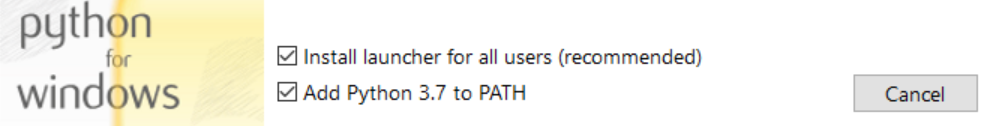 python
for
windows
Install launcher for all users (recommended)
Add Python 3.7 to PATH
Cancel